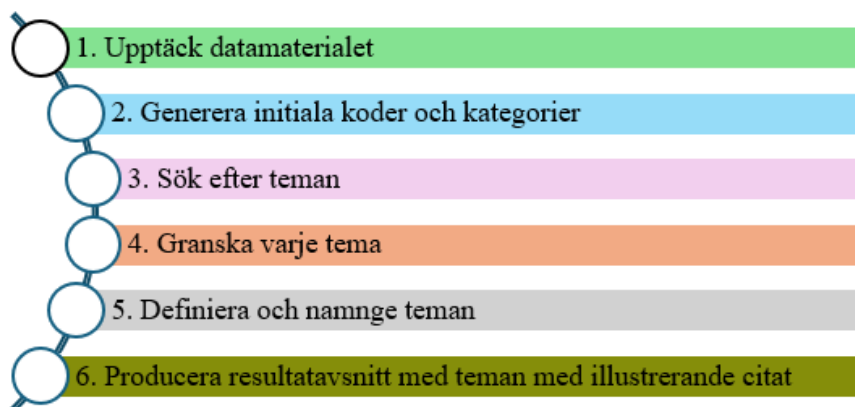 1. Upptäck datamaterialet
2. Generera initiala koder och kategorier
3. Sök efter teman
4. Granska varje tema
5. Definiera och namnge teman
6. Producera resultatavsnitt med teman med illustrerande citat